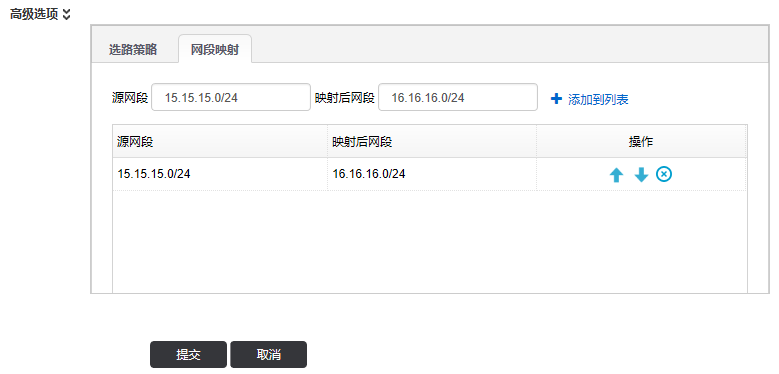 高级选项
选路策略 网段映射
源网段 15.15.15.0/24 映射后网段 16.16.16.0/24 添加到列表
源网段 映射后网段 操作
15.15.15.0/24 16.16.16.0/24
提交 取消